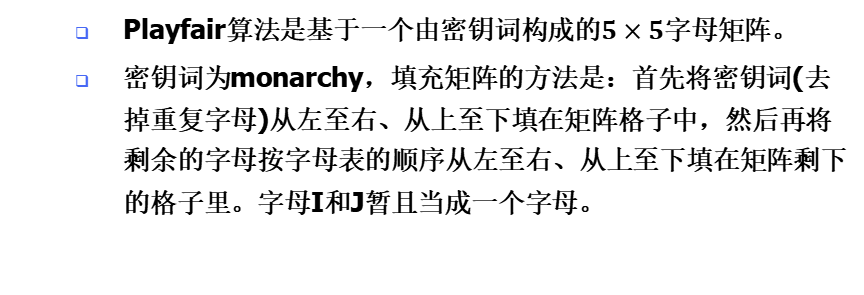 Playfair算法是基于一个由密钥词构成的5 × 5字母矩阵。
密钥词为monarchy，填充矩阵的方法是：首先将密钥词(去
掉重复字母)从左至右、从上至下填在矩阵格子中，然后再将
剩余的字母按字母表的顺序从左至右、从上至下填在矩阵剩下
的格子里。字母I和J暂且当成一个字母。